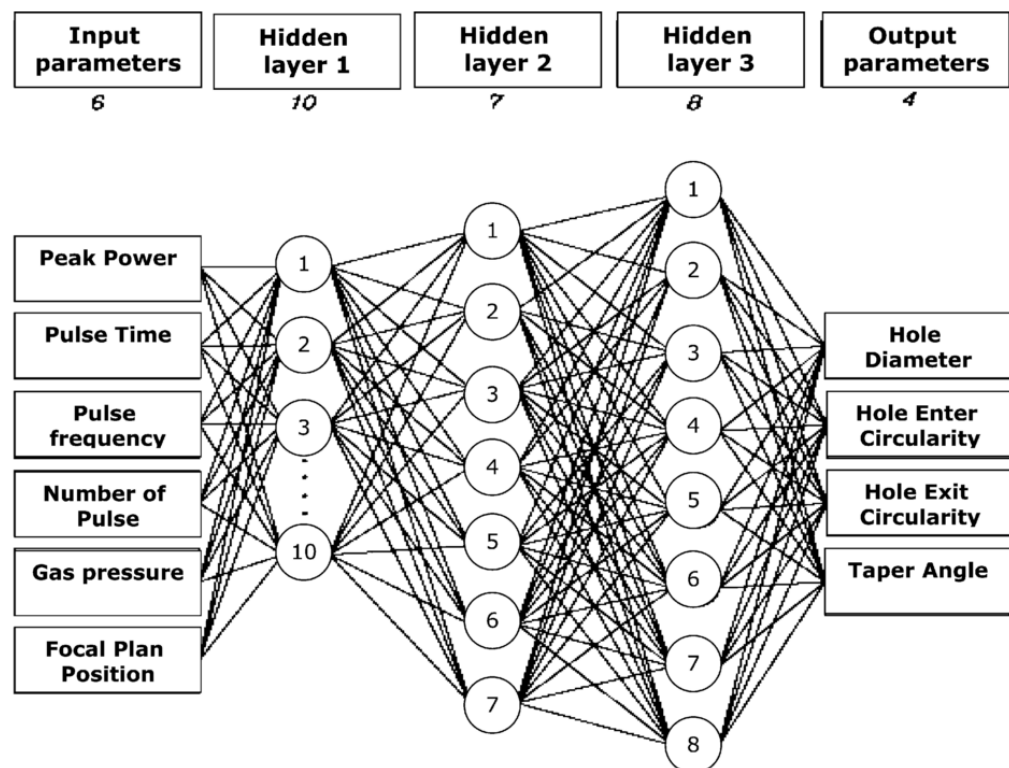 Input
parameters
Hidden
layer 1
Hidden
layer 2
Hidden
layer 3
Output
parameters
6
10
7
8
4
Peak Power
Pulse Time
Pulse
frequency
Number of
Pulse
Gas pressure
Focal Plan
Position
1
2
3
10
1
2
3
4
5
6
7
1
2
3
4
5
6
7
8
Hole
Diameter
Hole Enter
Circularity
Hole Exit
Circularity
Taper Angle